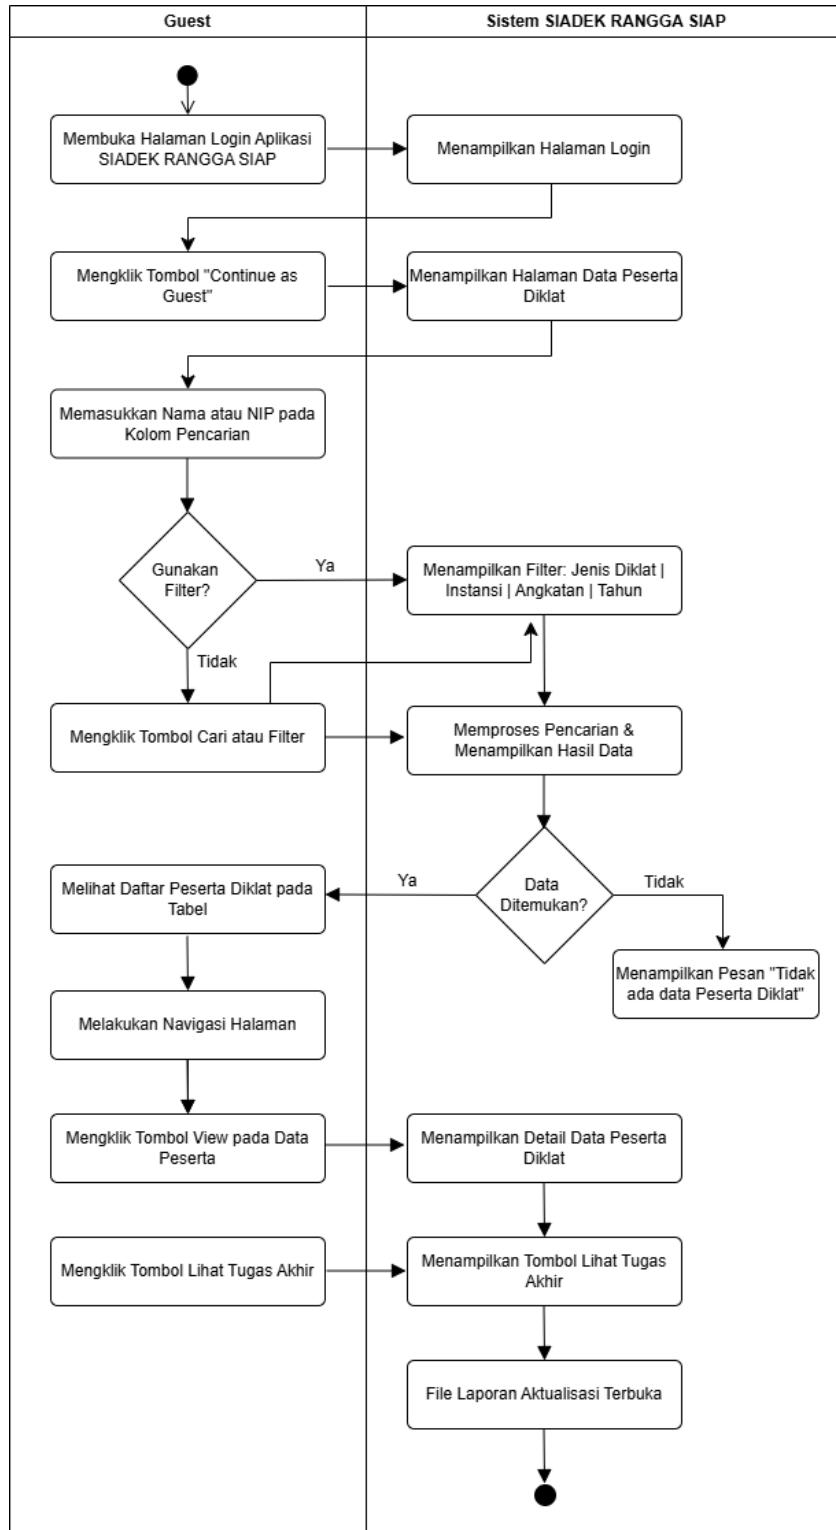 Guest
Sistem SIADEK RANGGA SIAP
Membuka Halaman Login Aplikasi
SIADEK RANGGA SIAP
Menampilkan Halaman Login
Mengklik Tombol "Continue as
Guest"
Menampilkan Halaman Data Peserta
Diklat
Memasukkan Nama atau NIP pada
Kolom Pencarian
Gunakan
Filter?
Ya
Menampilkan Filter: Jenis Diklat |
Instansi | Angkatan | Tahun
Tidak
Mengklik Tombol Cari atau Filter
Memproses Pencarian &
Menampilkan Hasil Data
Melihat Daftar Peserta Diklat pada
Tabel
Ya
Data
Ditemukan?
Tidak
Menampilkan Pesan "Tidak
ada data Peserta Diklat"
Melakukan Navigasi Halaman
Mengklik Tombol View pada Data
Peserta
Menampilkan Detail Data Peserta
Diklat
Mengklik Tombol Lihat Tugas Akhir
Menampilkan Tombol Lihat Tugas
Akhir
File Laporan Aktualisasi Terbuka